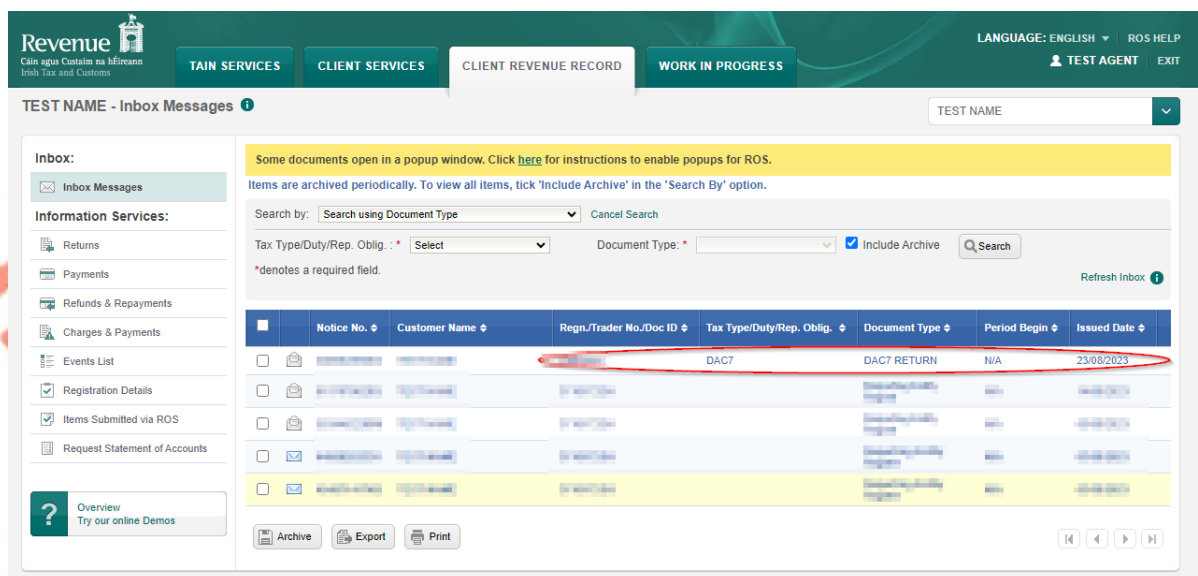 LANGUAGE: ENGLISH ROS HELP
Revenue
Cáin agus Custaim na hÉireann
Irish Tax and Customs
TAIN SERVICES CLIENT SERVICES CLIENT REVENUE RECORD WORK IN PROGRESS
TEST AGENT EXIT
TEST NAME - Inbox Messages
TEST NAME
Inbox:
Inbox Messages
Information Services:
Returns
Payments
Refunds & Repayments
Charges & Payments
Events List
Registration Details
Items Submitted via ROS
Request Statement of Accounts
?
Overview
Try our online Demos
Some documents open in a popup window. Click here for instructions to enable popups for ROS.
Items are archived periodically. To view all items, tick 'Include Archive' in the 'Search By' option.
Search by: Search using Document Type Cancel Search
Tax Type/Duty/Rep. Oblig. : * Select Document Type: * Include Archive Search
*denotes a required field.
Refresh Inbox
Notice No. Customer Name Regn./Trader No./Doc ID Tax Type/Duty/Rep. Oblig. Document Type Period Begin Issued Date
DAC7 DAC7 RETURN N/A 23/08/2023
Archive Export Print